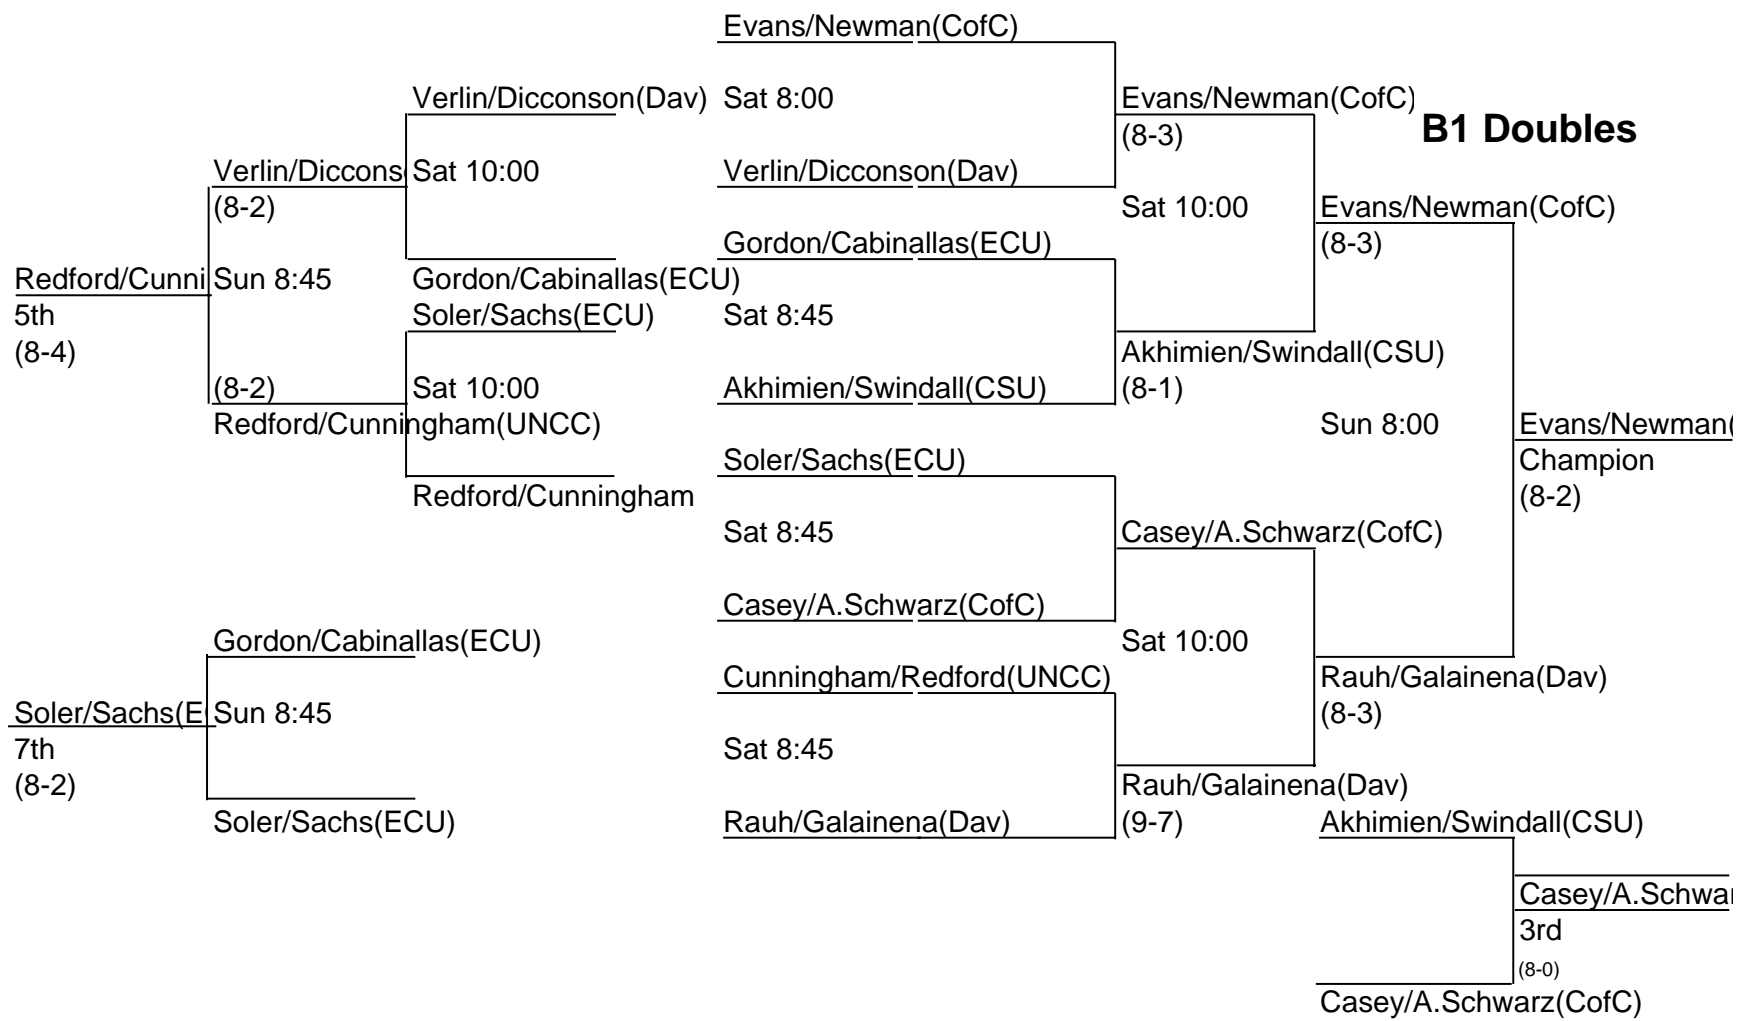 Evans/Newman(CofC)
Verlin/Dicconson(Dav) Sat 8:00 Evans/Newman(CofC)
B1 Doubles
(8-3)
Verlin/Diccons Sat 10:00 Verlin/Dicconson(Dav)
(8-2) Sat 10:00 Evans/Newman(CofC)
Gordon/Cabinallas(ECU) (8-3)
Redford/Cunni Sun 8:45 Gordon/Cabinallas(ECU)
5th Soler/Sachs(ECU) Sat 8:45
(8-4) Akhimien/Swindall(CSU)
(8-2) Sat 10:00 Akhimien/Swindall(CSU) (8-1)
Redford/Cunningham(UNCC) Sun 8:00 Evans/Newman(
Soler/Sachs(ECU) Champion
Redford/Cunningham (8-2)
Sat 8:45 Casey/A.Schwarz(CofC)
Casey/A.Schwarz(CofC)
Gordon/Cabinallas(ECU) Sat 10:00
Cunningham/Redford(UNCC) Rauh/Galainena(Dav)
Soler/Sachs(E Sun 8:45 (8-3)
7th Sat 8:45
(8-2) Rauh/Galainena(Dav)
Soler/Sachs(ECU) Rauh/Galainena(Dav) (9-7) Akhimien/Swindall(CSU)
Casey/A.Schwa
3rd
(8-0)
Casey/A.Schwarz(CofC)